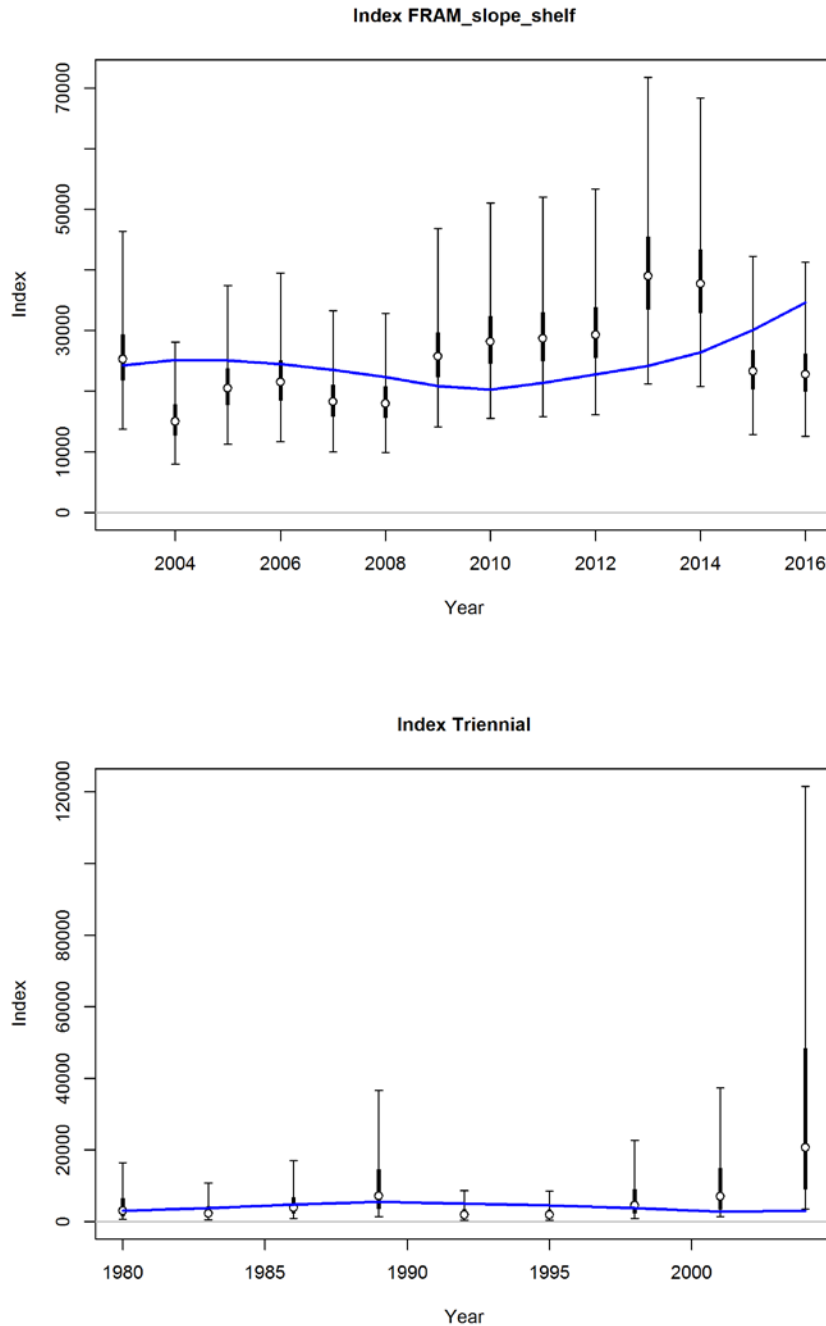 Index FRAM_slope_shelf
70000
50000
30000
10000
0
Index
2004 2006 2008 2010 2012 2014 2016
Year
Index Triennial
120000
80000
60000
40000
20000
0
Index
1980 1985 1990 1995 2000
Year